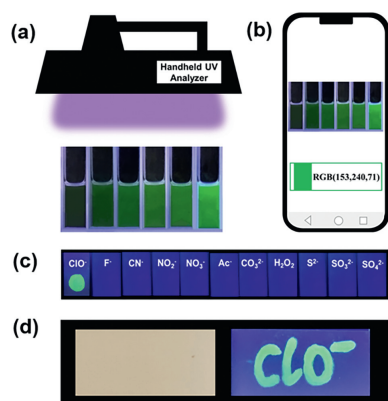 (a)
Handheld UV
Analyzer
(b)
RGB(153,240,71)
(c)
ClO⁻ F⁻ CN⁻ NO₂⁻ NO₃⁻ Ac⁻ CO₃²⁻ H₂O₂ S²⁻ SO₃²⁻ SO₄²⁻
(d)
ClO⁻